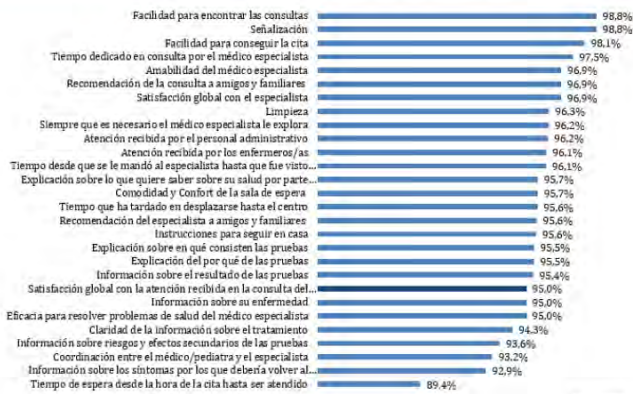 Facilidad para encontrar las consultas 98,8%
Señalización 98,8%
Facilidad para conseguir la cita 98,1%
Tiempo dedicado en consulta por el médico especialista 97,5%
Amabilidad del médico especialista 96,9%
Recomendación de la consulta a amigos y familiares 96,9%
Satisfacción global con el especialista 96,9%
Limpieza 96,3%
Siempre que es necesario el médico especialista le explora 96,2%
Atención recibida por el personal administrativo 96,2%
Atención recibida por los enfermeros/as 96,1%
Tiempo desde que se le mandó al especialista hasta que fue visto... 96,1%
Explicación sobre lo que quiere saber sobre su salud por parte... 95,7%
Comodidad y Confort de la sala de espera 95,7%
Tiempo que ha tardado en desplazarse hasta el centro 95,6%
Recomendación del especialista a amigos y familiares 95,6%
Instrucciones para seguir en casa 95,6%
Explicación sobre en qué consisten las pruebas 95,5%
Explicación del por qué de las pruebas 95,5%
Información sobre el resultado de las pruebas 95,4%
Satisfacción global con la atención recibida en la consulta del... 95,0%
Información sobre su enfermedad 95,0%
Eficacia para resolver problemas de salud del médico especialista 95,0%
Claridad de la información sobre el tratamiento 94,3%
Información sobre riesgos y efectos secundarios de las pruebas 93,6%
Coordinación entre el médico/pediatra y el especialista 93,2%
Información sobre los síntomas por los que debería volver al... 92,9%
Tiempo de espera desde la hora de la cita hasta ser atendido 89,4%